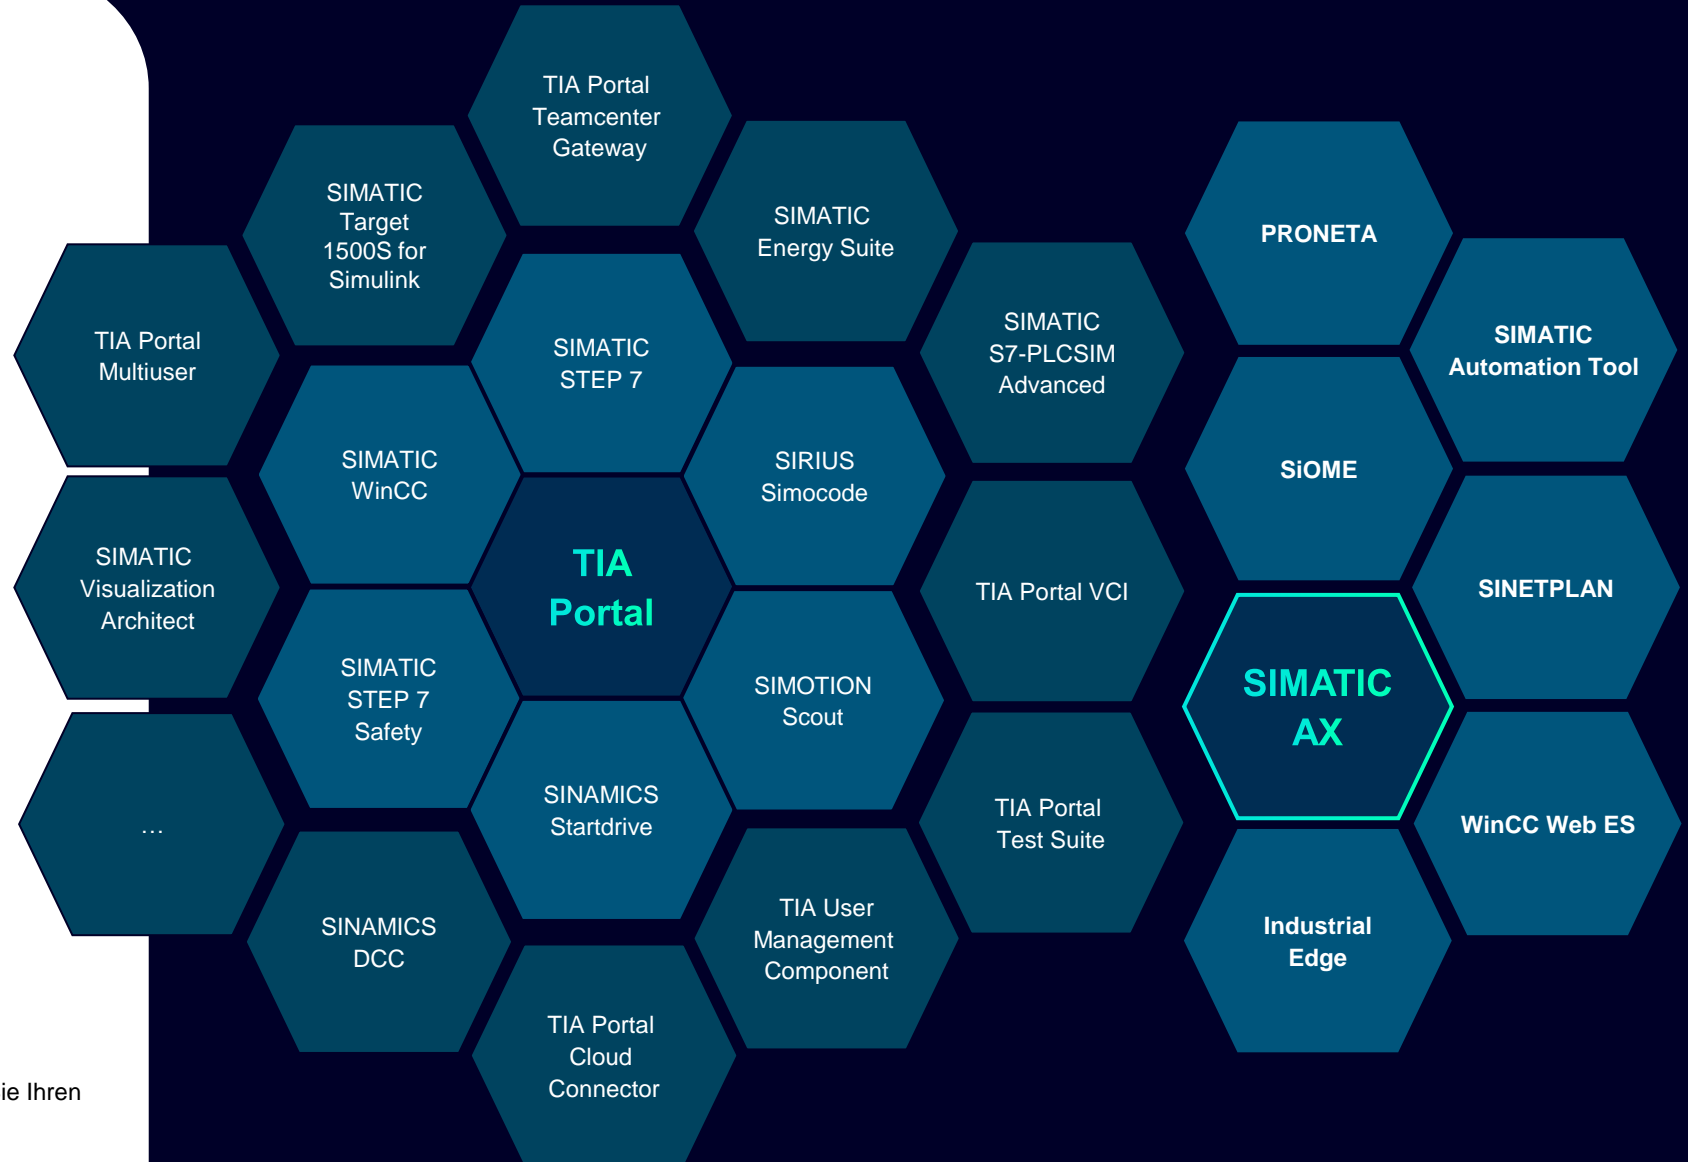 TIA Portal
Teamcenter
Gateway
SIMATIC
Target
1500S for
Simulink
SIMATIC
Energy Suite
PRONETA
TIA Portal
Multiuser
SIMATIC
STEP 7
SIMATIC
S7-PLCSIM
Advanced
SIMATIC
Automation Tool
SIMATIC
WinCC
SIRIUS
Simocode
SiOME
SIMATIC
Visualization
Architect
TIA
Portal
TIA Portal VCI
SINETPLAN
SIMATIC
STEP 7
Safety
SIMOTION
Scout
SIMATIC
AX
…
SINAMICS
Startdrive
TIA Portal
Test Suite
WinCC Web ES
SINAMICS
DCC
TIA User
Management
Component
Industrial
Edge
TIA Portal
Cloud
Connector
ie Ihren